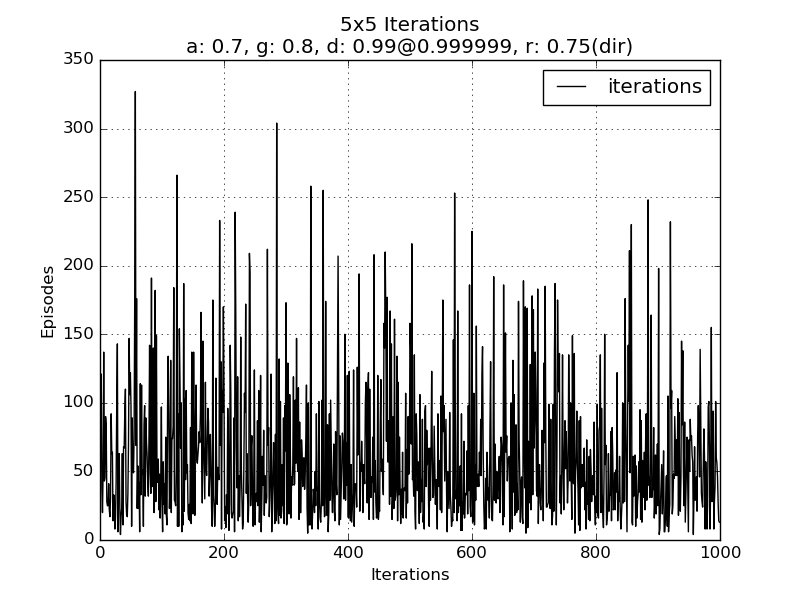 5x5 Iterations
a: 0.7, g: 0.8, d: 0.99@0.999999, r: 0.75(dir)
iterations
350
300
250
200
150
100
50
0
Episodes
0 200 400 600 800 1000
Iterations